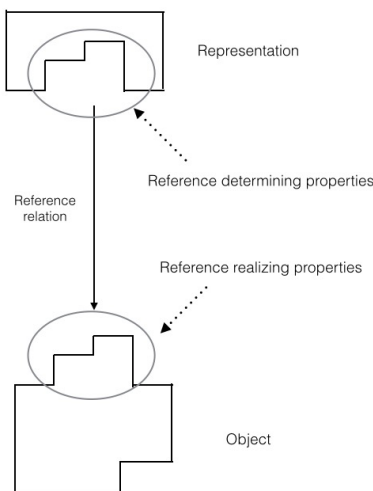 Representation
Reference determining properties
Reference
relation
Reference realizing properties
Object